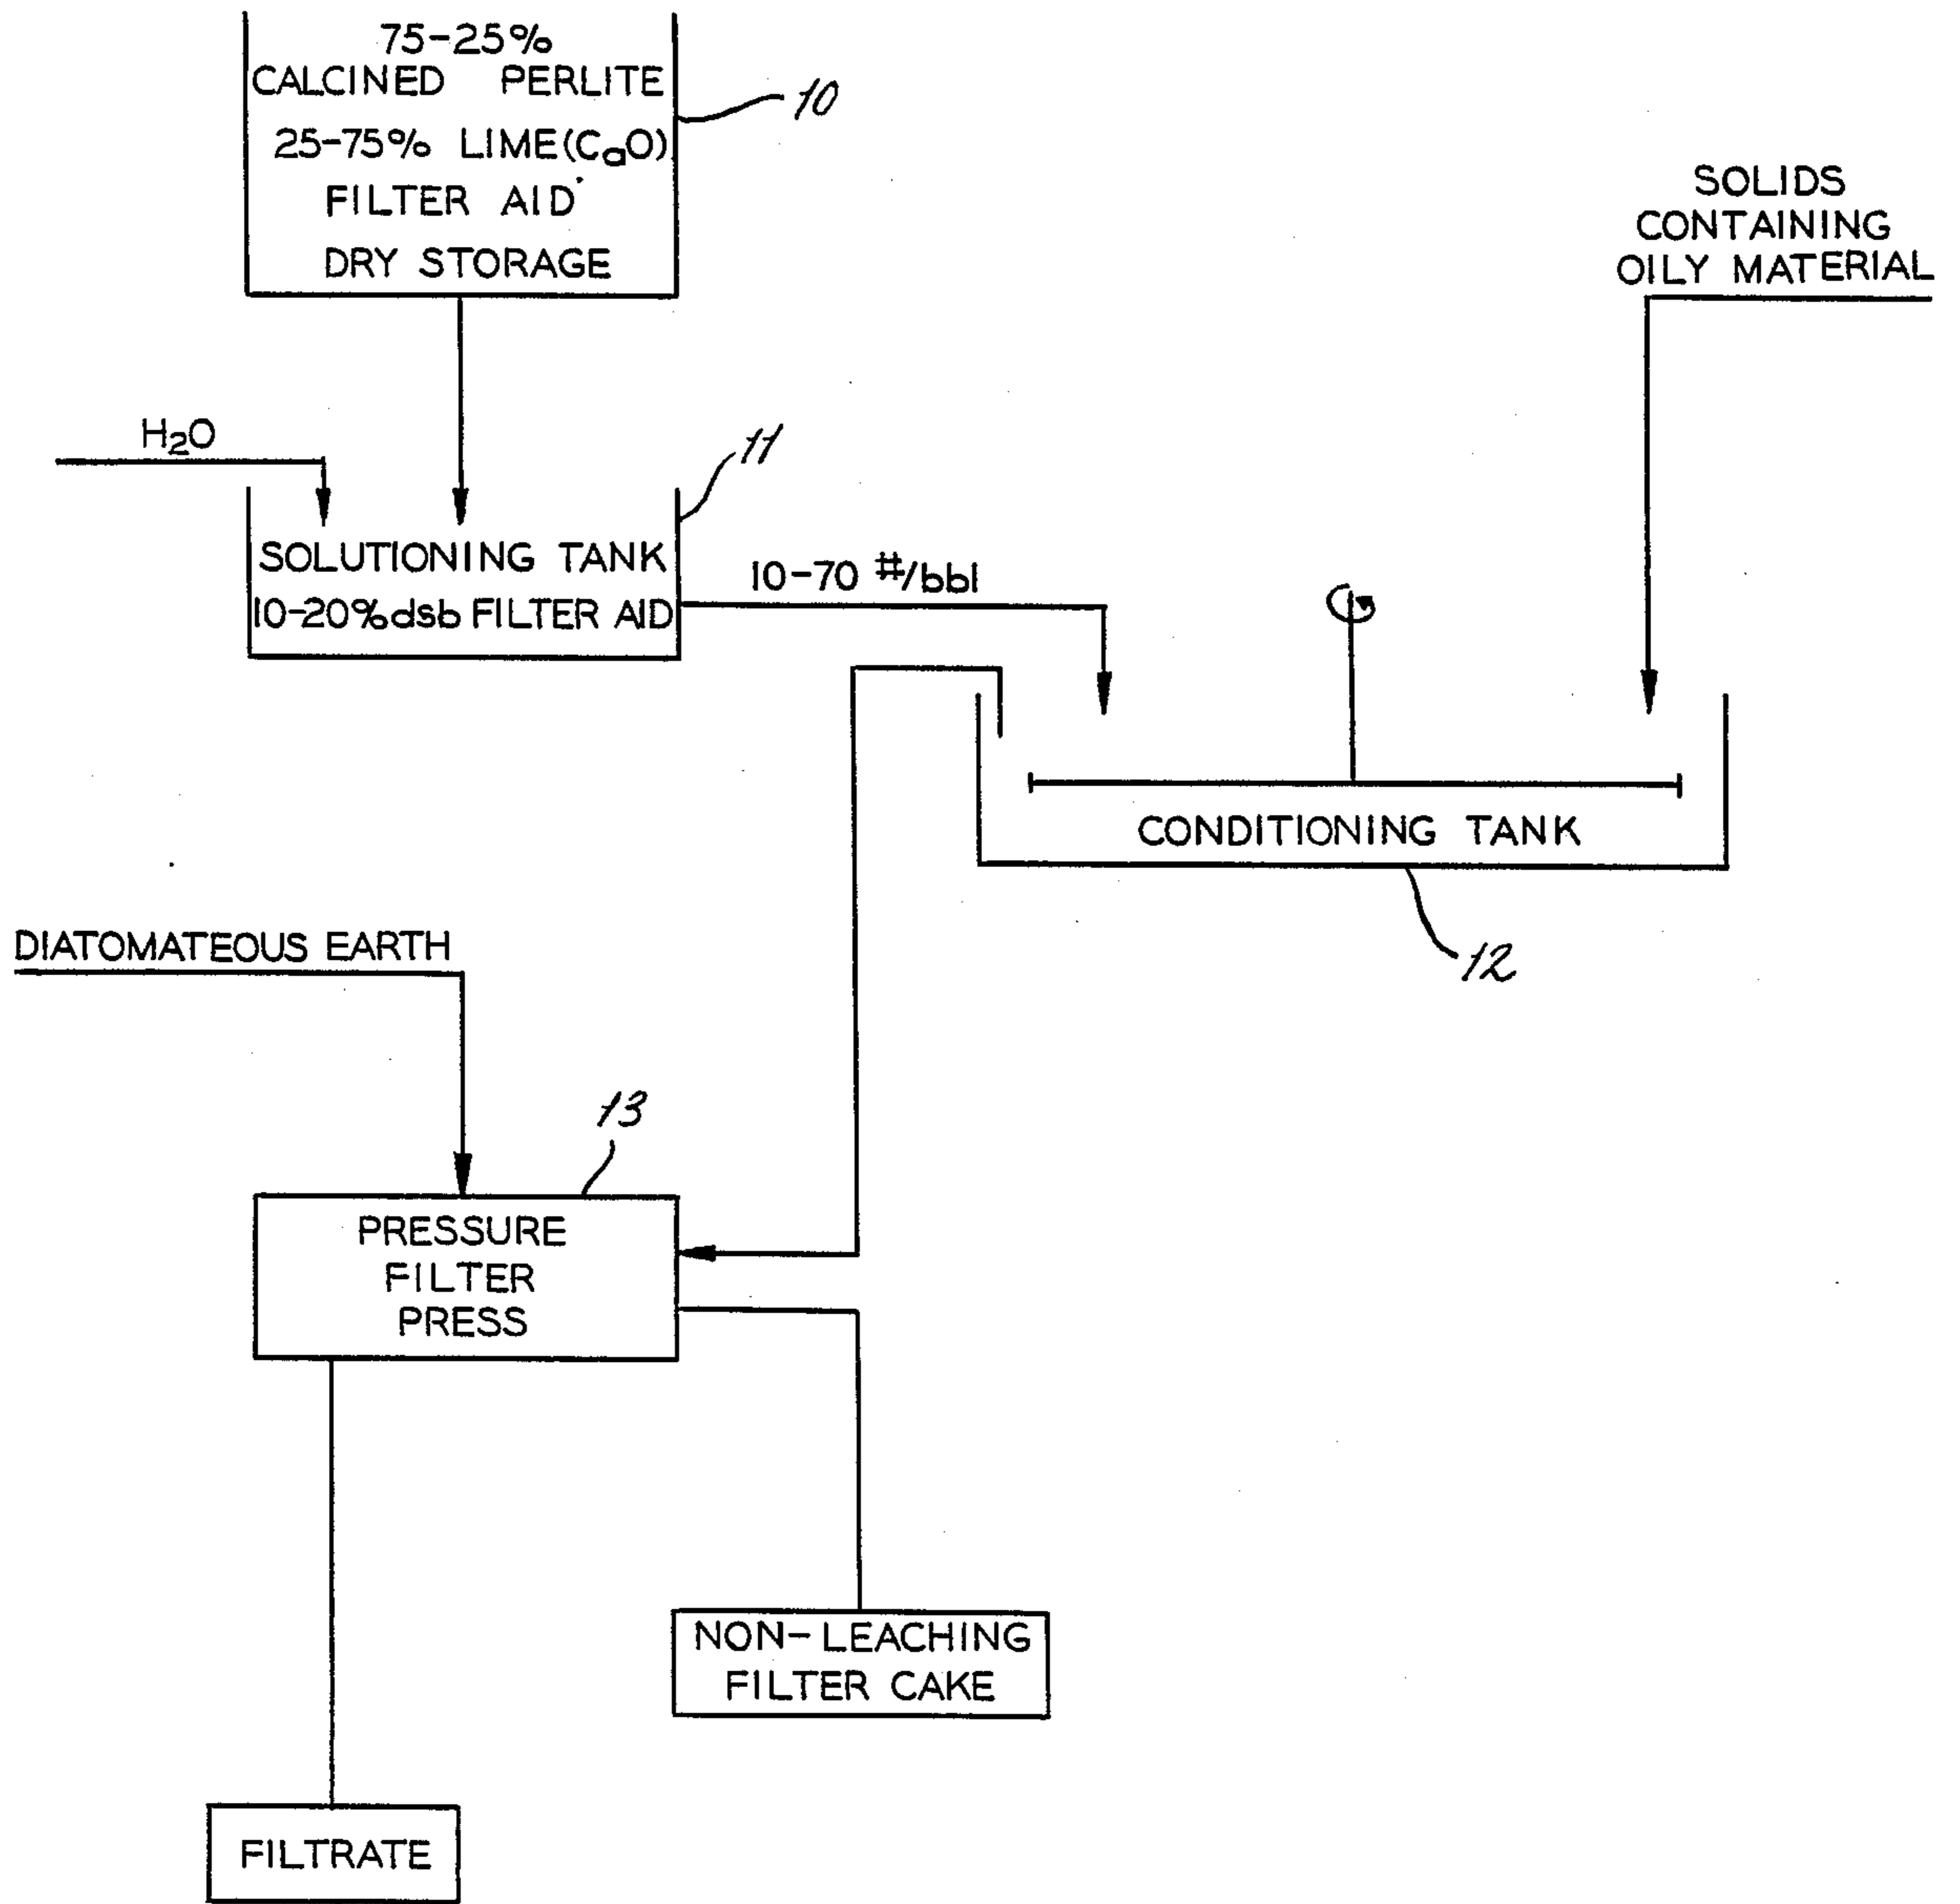 75-25%
CALCINED PERLITE
25-75% LIME(CaO)
FILTER AID
DRY STORAGE
10
SOLIDS
CONTAINING
OILY MATERIAL
H2O
11
SOLUTIONING TANK
10-20%dsb FILTER AID
10-70 #/bbl
CONDITIONING TANK
12
DIATOMATEOUS EARTH
13
PRESSURE
FILTER
PRESS
NON-LEACHING
FILTER CAKE
FILTRATE